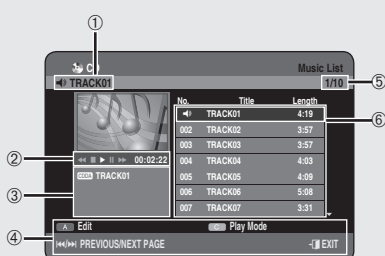 ①
CD Music List
TRACK01 1/10 ⑤
No. Title Length
TRACK01 4:19 ⑥
002 TRACK02 3:57
003 TRACK03 3:57
004 TRACK04 4:03
005 TRACK05 4:09
006 TRACK06 5:08
007 TRACK07 3:31
② 00:02:22
③ CDDA TRACK01
④ A Edit C Play Mode
PREVIOUS/NEXT PAGE EXIT